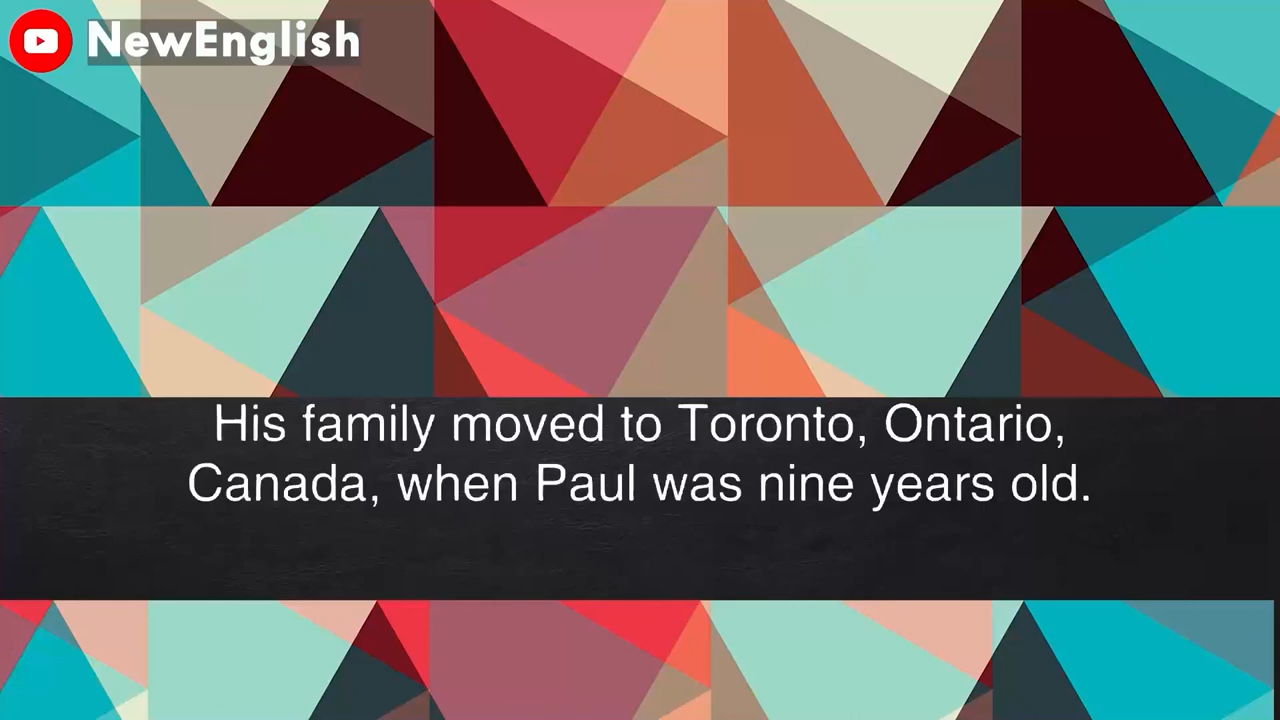 NewEnglish
His family moved to Toronto, Ontario,
Canada, when Paul was nine years old.